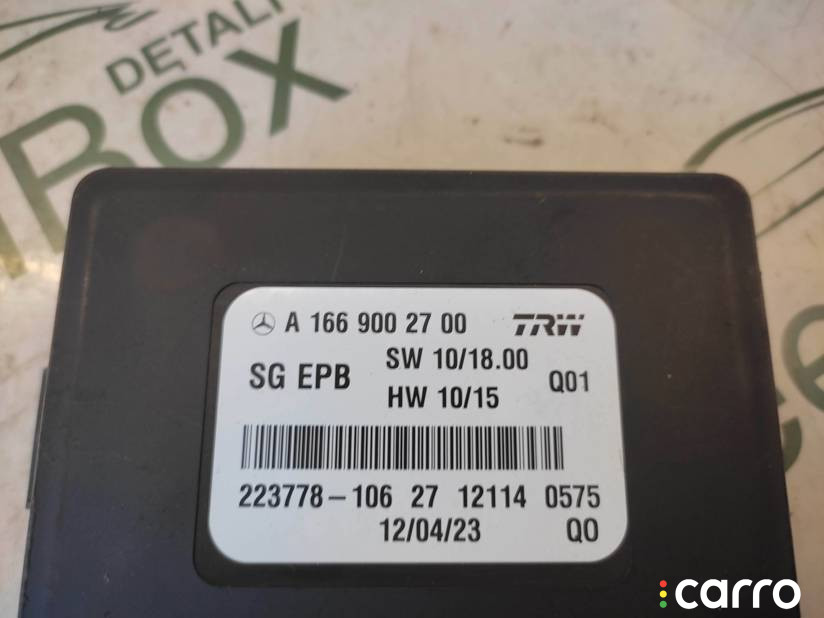 DETALI
BOX
A 166 900 27 00 TRW
SG EPB SW 10/18.00 Q01
HW 10/15
223778-106 27 12114 0575
12/04/23 QO
carro